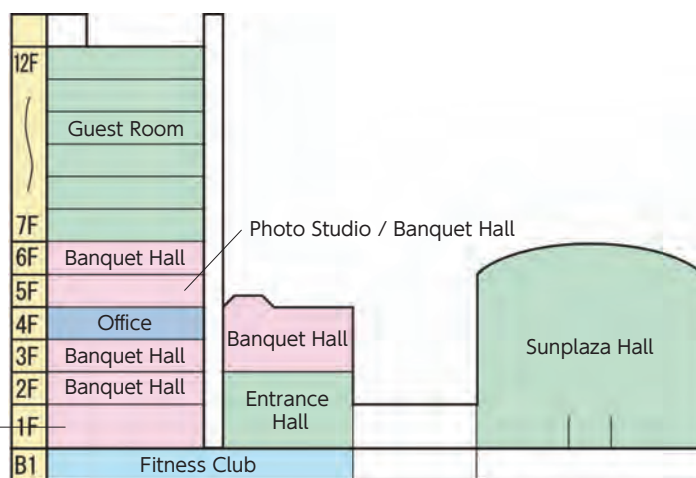 12F
Guest Room
7F
Photo Studio / Banquet Hall
6F
Banquet Hall
5F
4F
Office
Banquet Hall
Sunplaza Hall
3F
Banquet Hall
2F
Banquet Hall
Entrance
Hall
1F
B1
Fitness Club